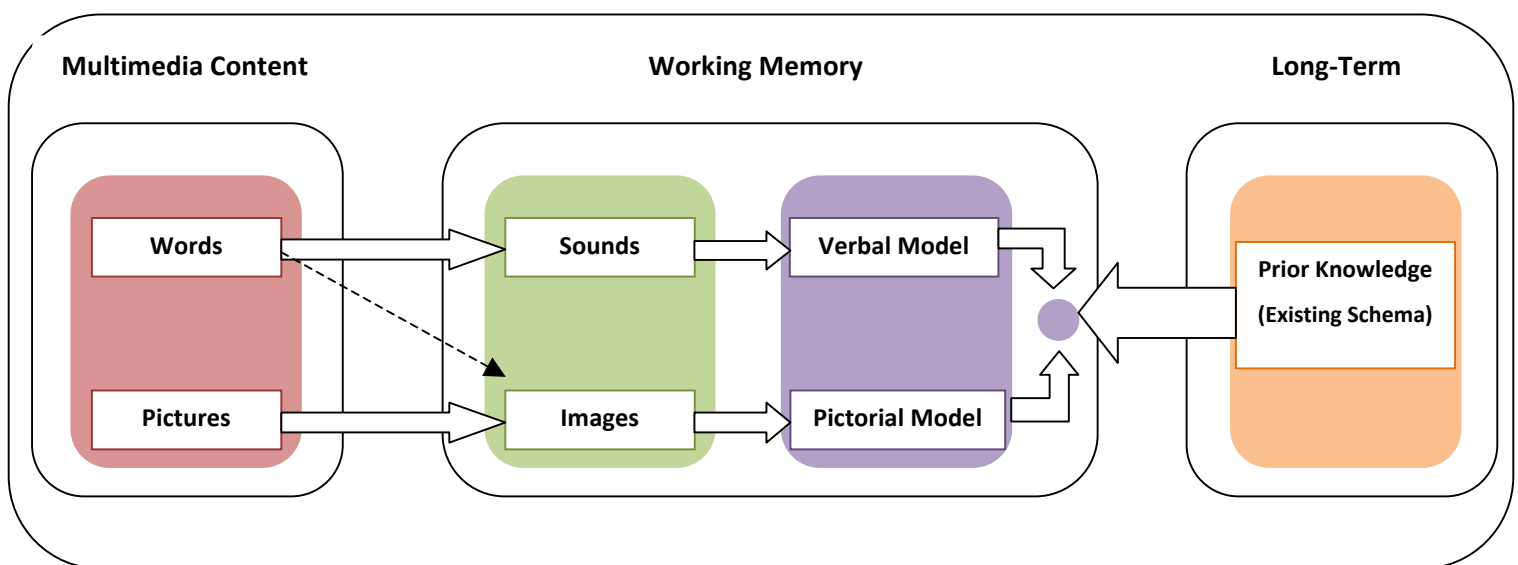 Multimedia Content
Working Memory
Long-Term
Words
Sounds
Verbal Model
Prior Knowledge
(Existing Schema)
Pictures
Images
Pictorial Model